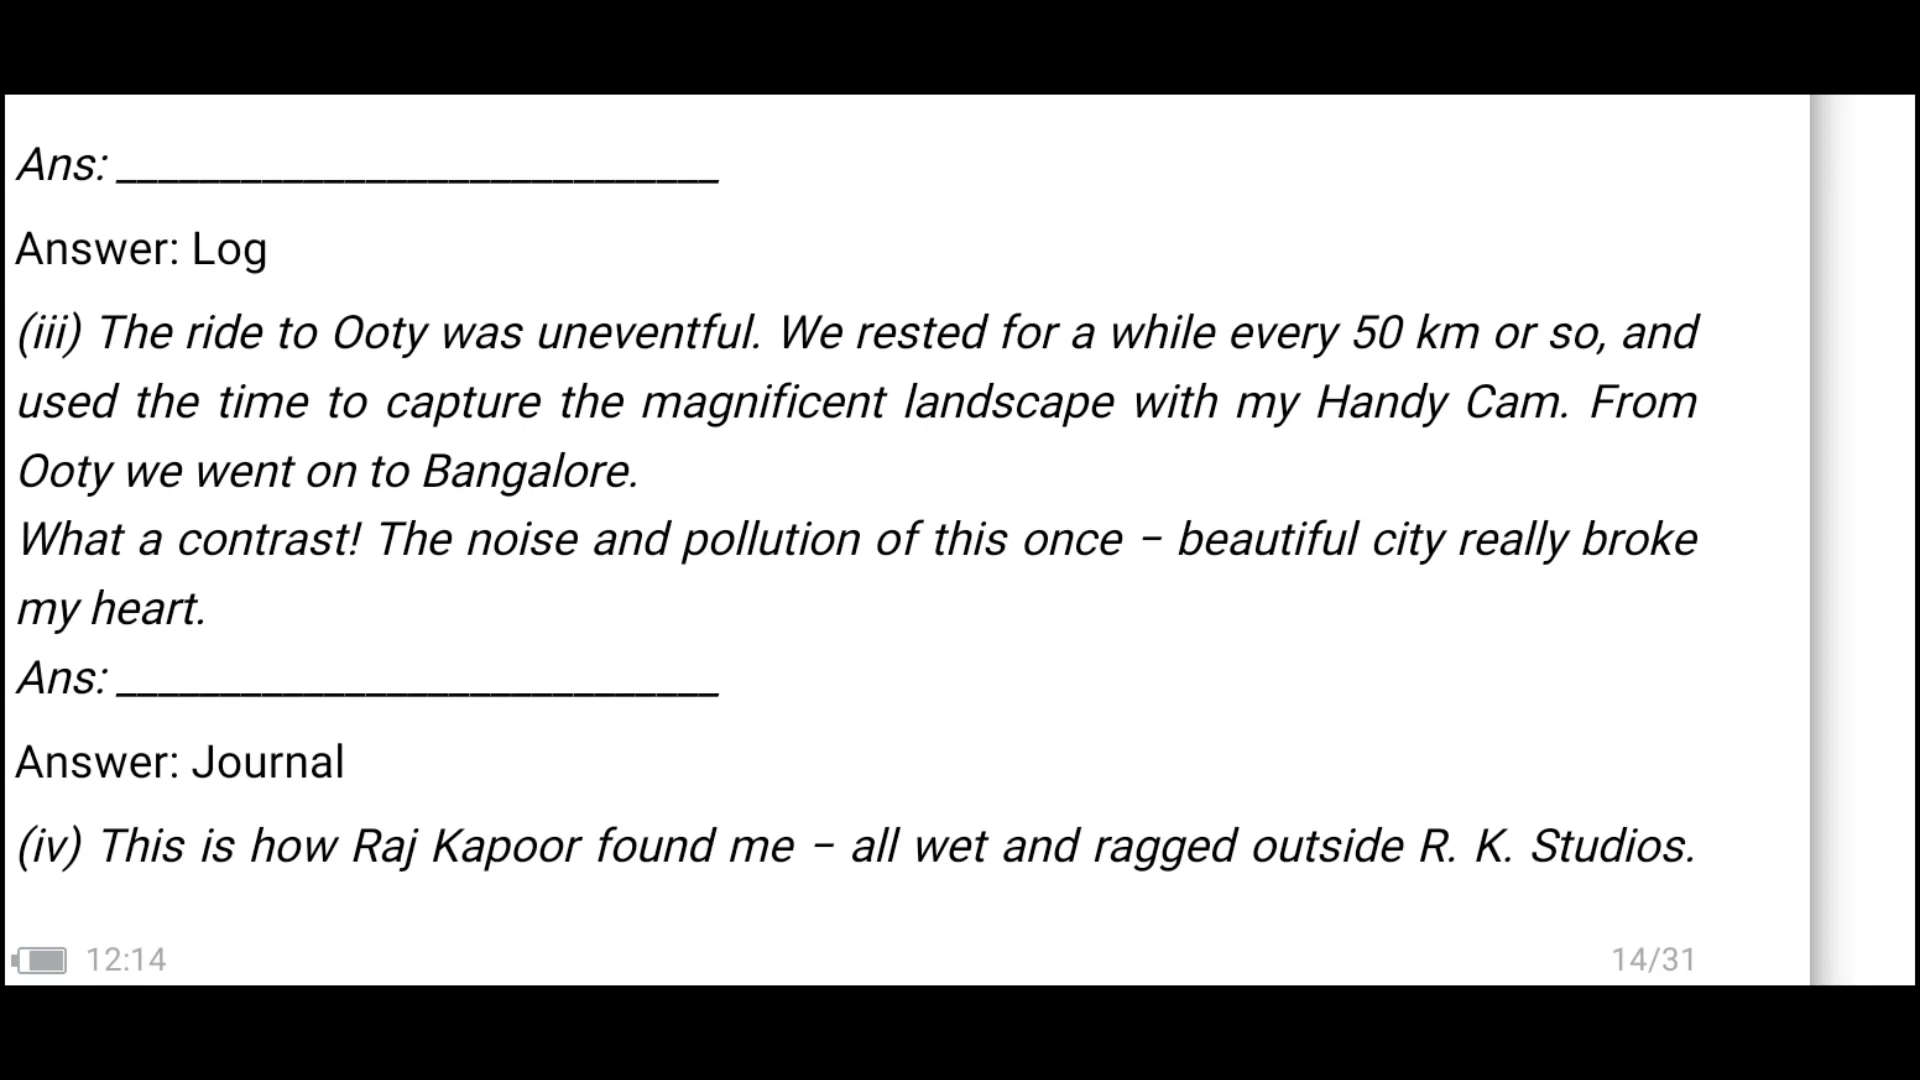 Ans: _____________________________
Answer: Log
(iii) The ride to Ooty was uneventful. We rested for a while every 50 km or so, and
used the time to capture the magnificent landscape with my Handy Cam. From
Ooty we went on to Bangalore.
What a contrast! The noise and pollution of this once – beautiful city really broke
my heart.
Ans: _____________________________
Answer: Journal
(iv) This is how Raj Kapoor found me – all wet and ragged outside R. K. Studios.
12:14
14/31